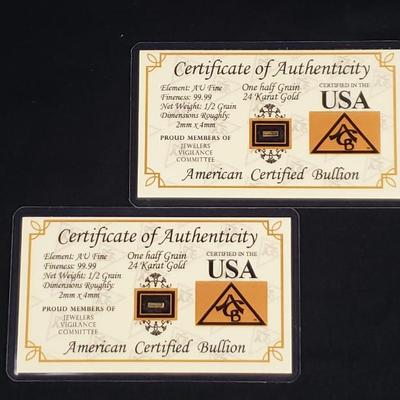 Certificate of Authenticity
Element: AU Fine
Fineness: 99.99
Net Weight: 1/2 Grain
Dimensions Roughly:
2mm x 4mm
PROUD MEMBERS OF
JEWELERS
VIGILANCE
COMMITTEE
One half Grain
24 Karat Gold
CERTIFIED IN THE
USA
ACB
American Certified Bullion
Certificate of Authenticity
Element: AU Fine
Fineness: 99.99
Net Weight: 1/2 Grain
Dimensions Roughly:
2mm x 4mm
PROUD MEMBERS OF
JEWELERS
VIGILANCE
COMMITTEE
One half Grain
24 Karat Gold
CERTIFIED IN THE
USA
ACB
American Certified Bullion